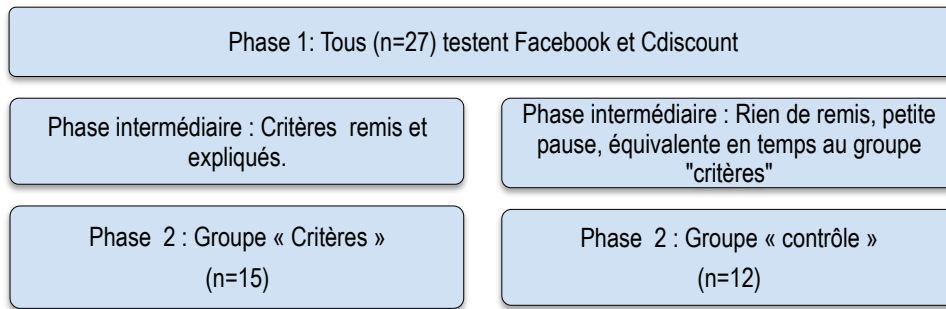 Phase 1: Tous (n=27) testent Facebook et Cdiscount
Phase intermédiaire : Critères remis et
expliqués.
Phase intermédiaire : Rien de remis, petite
pause, équivalente en temps au groupe
"critères"
Phase 2 : Groupe « Critères »
(n=15)
Phase 2 : Groupe « contrôle »
(n=12)